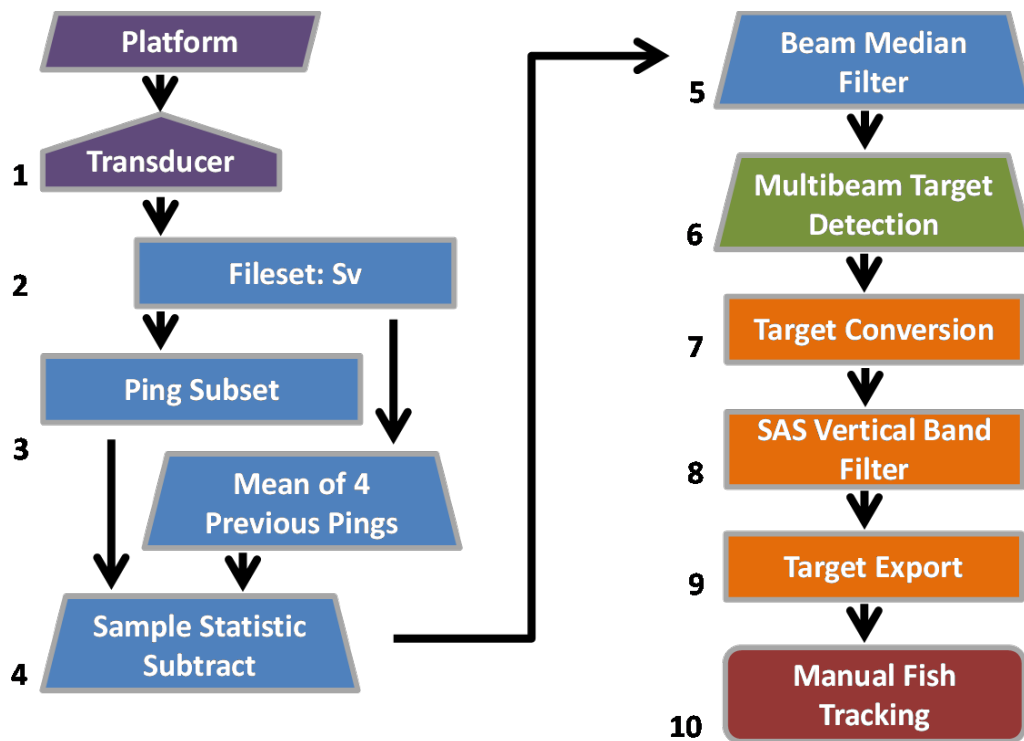 Platform
1
Transducer
2
Fileset: Sv
Ping Subset
3
Mean of 4
Previous Pings
Sample Statistic
Subtract
4
Beam Median
Filter
5
Multibeam Target
Detection
6
Target Conversion
7
SAS Vertical Band
Filter
8
Target Export
9
Manual Fish
Tracking
10